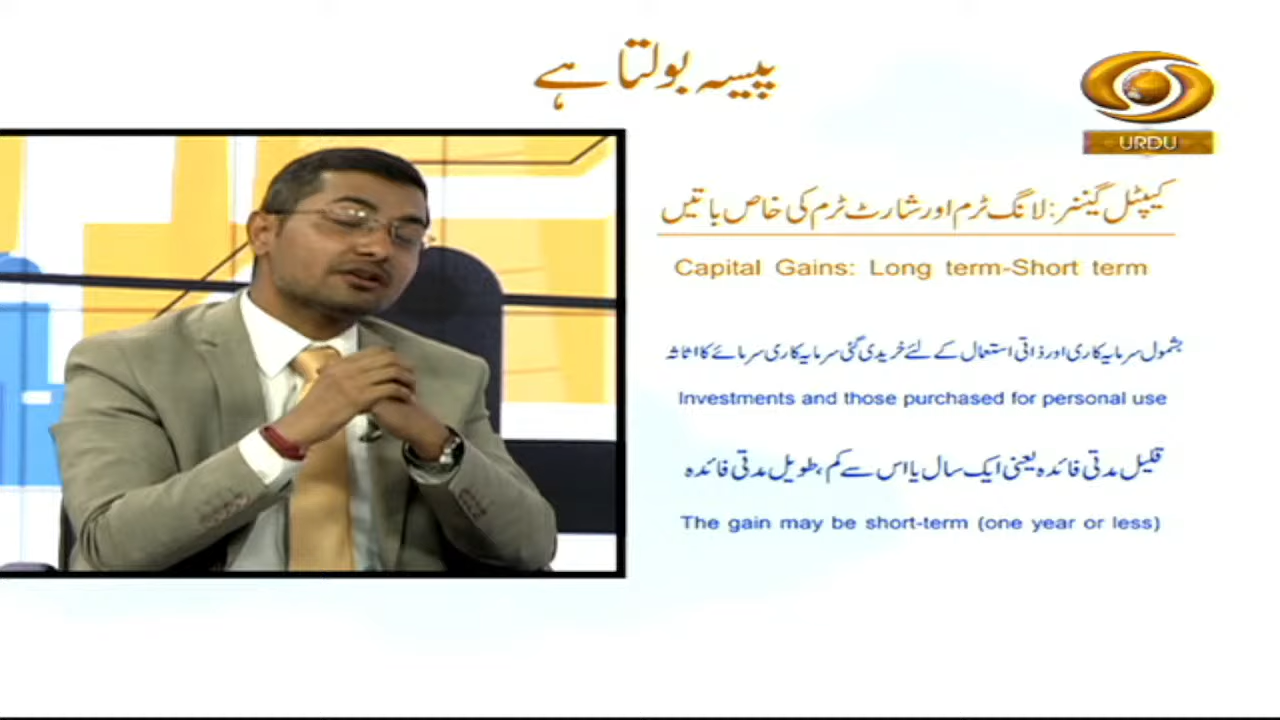 پیسہ بولتا ہے
URDU
کیپٹل گینز: لانگ ٹرم اور شارٹ ٹرم کی خاص باتیں
Capital Gains: Long term-Short term
بشمول سرمایہ کاری اور ذاتی استعمال کے لئے خریدی گئی سرمایہ کاری سرمائے کا اثاثہ
Investments and those purchased for personal use
قلیل مدتی فائدہ یعنی ایک سال یا اس سے کم، طویل مدتی فائدہ
The gain may be short-term (one year or less)